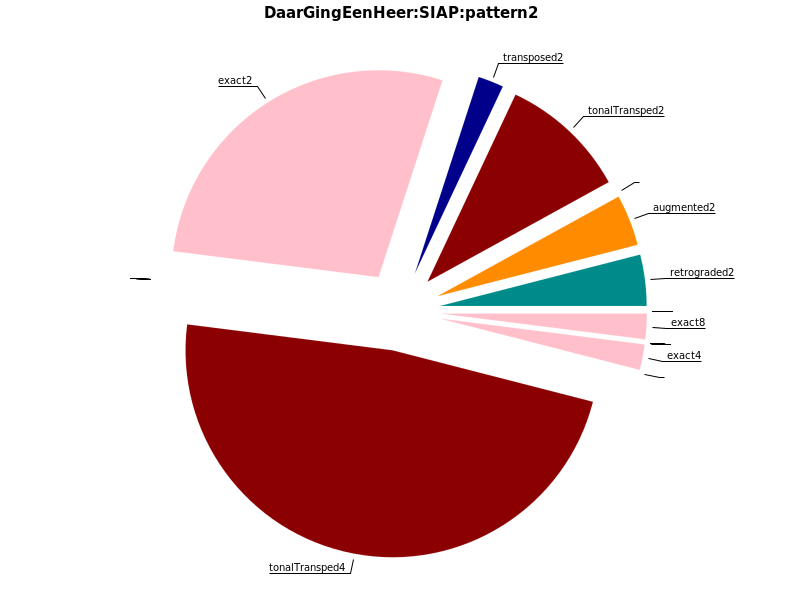 DaarGingEenHeer:SIAP:pattern2
transposed2
exact2
tonalTransped2
augmented2
retrograded2
exact8
exact4
tonalTransped4